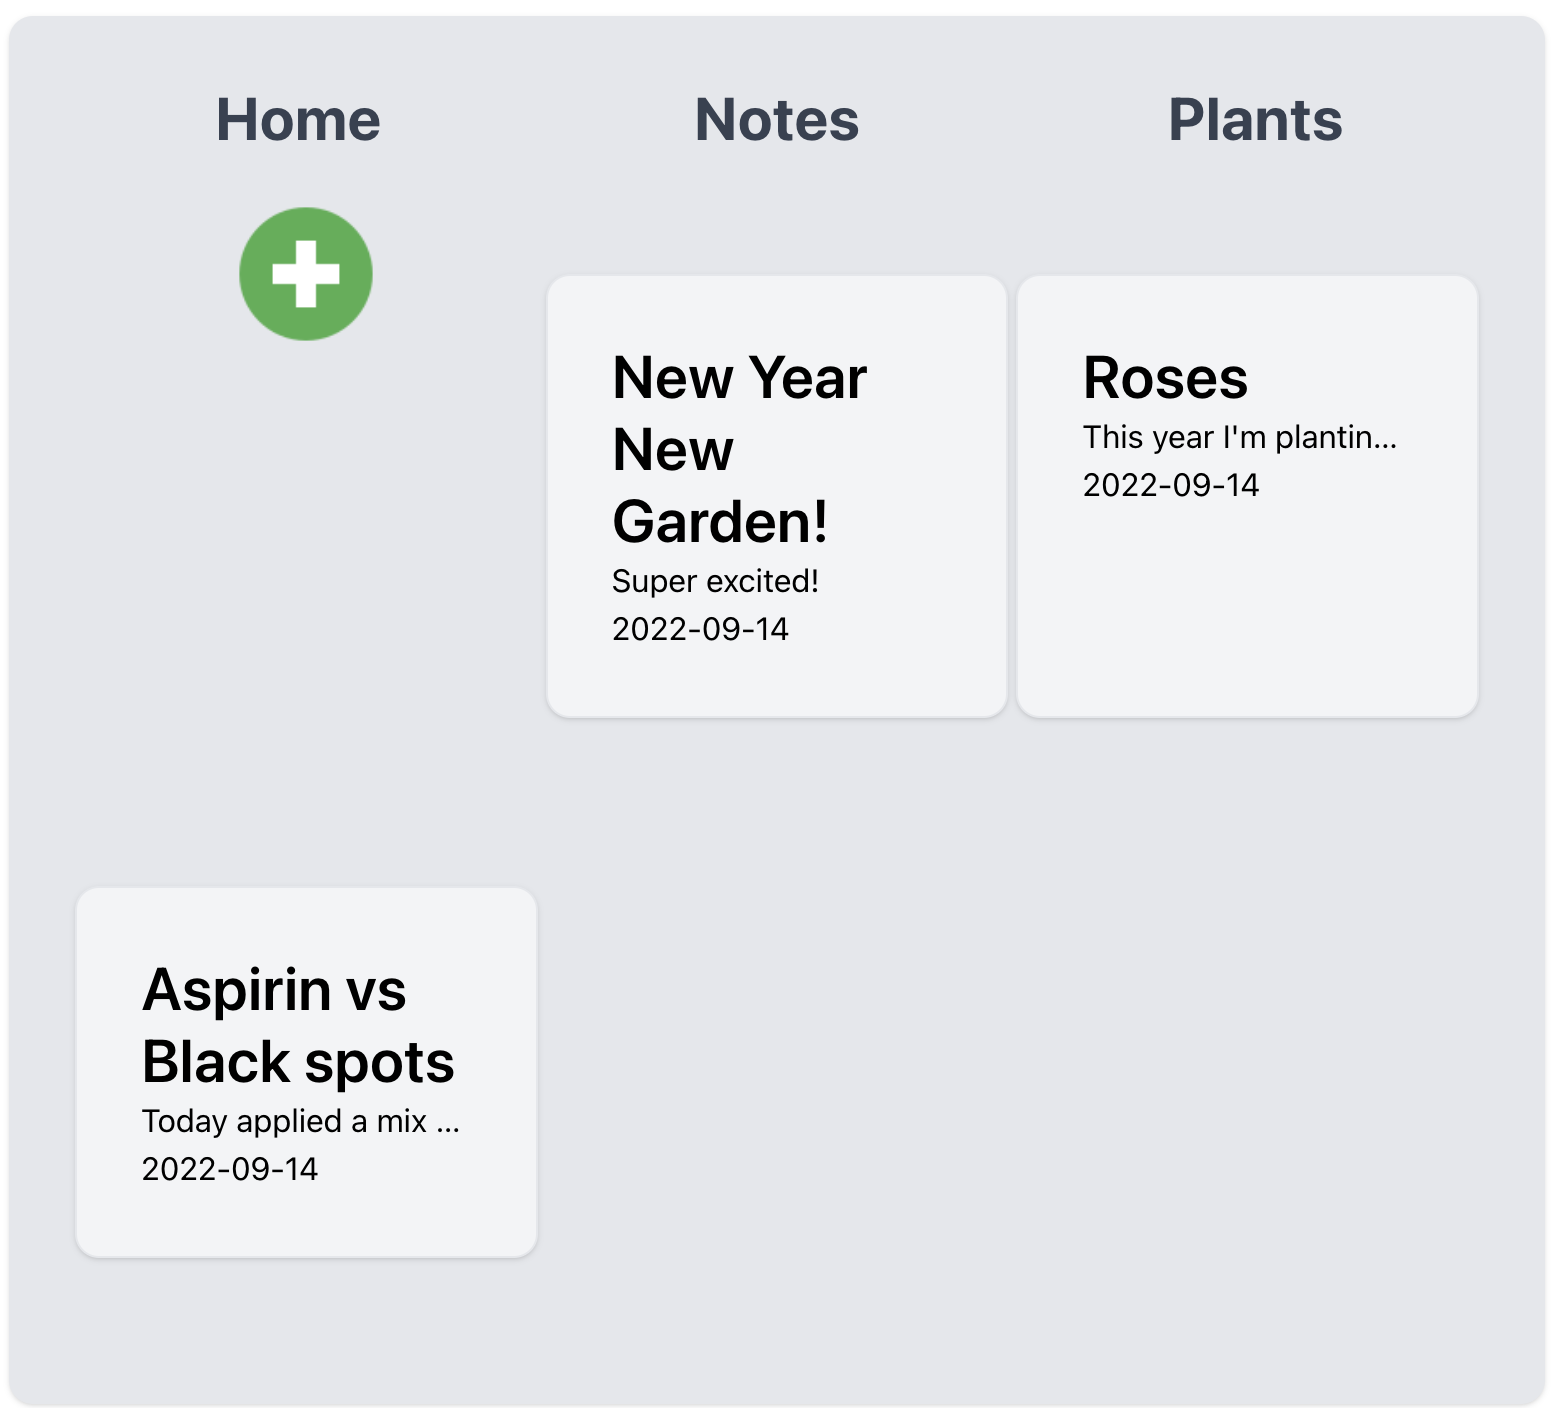 Home Notes Plants
New Year
New
Garden!
Super excited!
2022-09-14
Roses
This year I'm plantin...
2022-09-14
Aspirin vs
Black spots
Today applied a mix ...
2022-09-14